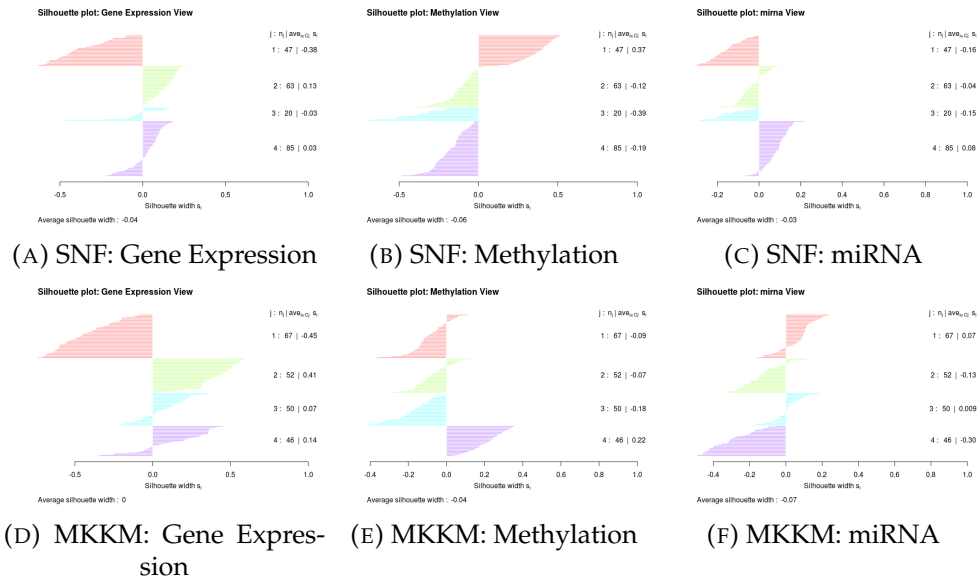 Silhouette plot: Gene Expression View
j : n_j | ave_{i∈Cj} s_i
1 : 47 | -0.38
2 : 63 | 0.13
3 : 20 | -0.03
4 : 85 | 0.03
-0.5 0.0 0.5 1.0
Silhouette width s_i
Average silhouette width : -0.04
(A) SNF: Gene Expression
Silhouette plot: Methylation View
j : n_j | ave_{i∈Cj} s_i
1 : 47 | 0.37
2 : 63 | -0.12
3 : 20 | -0.39
4 : 85 | -0.19
0.0 0.5 1.0
Silhouette width s_i
Average silhouette width : -0.06
(B) SNF: Methylation
Silhouette plot: mirna View
j : n_j | ave_{i∈Cj} s_i
1 : 47 | -0.16
2 : 63 | -0.04
3 : 20 | -0.15
4 : 85 | 0.08
-0.2 0.0 0.2 0.4 0.6 0.8 1.0
Silhouette width s_i
Average silhouette width : -0.03
(C) SNF: miRNA
Silhouette plot: Gene Expression View
j : n_j | ave_{i∈Cj} s_i
1 : 67 | -0.45
2 : 52 | 0.41
3 : 50 | 0.07
4 : 46 | 0.14
-0.5 0.0 0.5 1.0
Silhouette width s_i
Average silhouette width : 0
(D) MKKM: Gene Expres-
sion
Silhouette plot: Methylation View
j : n_j | ave_{i∈Cj} s_i
1 : 67 | -0.09
2 : 52 | -0.07
3 : 50 | -0.18
4 : 46 | 0.22
-0.4 -0.2 0.0 0.2 0.4 0.6 0.8 1.0
Silhouette width s_i
Average silhouette width : -0.04
(E) MKKM: Methylation
Silhouette plot: mirna View
j : n_j | ave_{i∈Cj} s_i
1 : 67 | 0.07
2 : 52 | -0.13
3 : 50 | 0.009
4 : 46 | -0.30
-0.4 -0.2 0.0 0.2 0.4 0.6 0.8 1.0
Silhouette width s_i
Average silhouette width : -0.07
(F) MKKM: miRNA